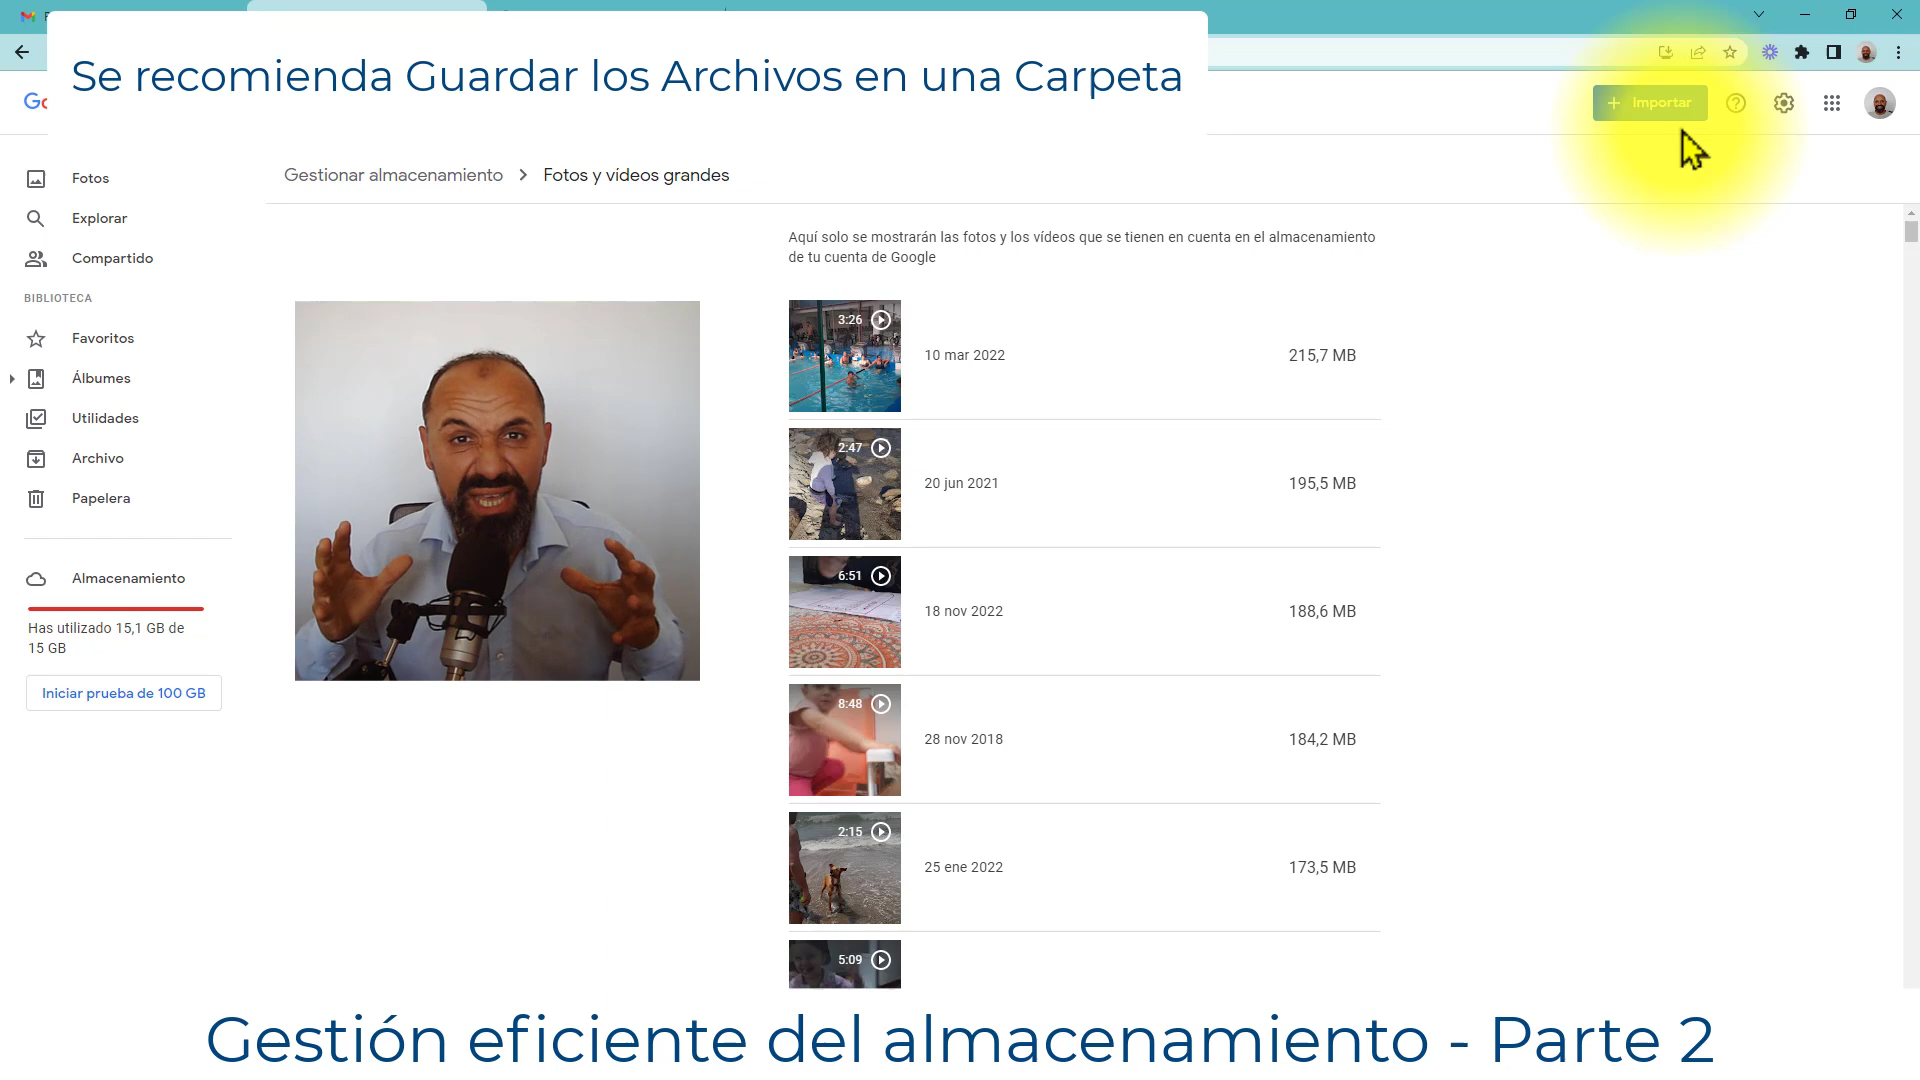 Se recomienda Guardar los Archivos en una Carpeta
Go
Importar
Gestionar almacenamiento > Fotos y vídeos grandes
Fotos
Explorar
Compartido
BIBLIOTECA
Favoritos
Álbumes
Utilidades
Archivo
Papelera
Almacenamiento
Has utilizado 15,1 GB de
15 GB
Iniciar prueba de 100 GB
Aquí solo se mostrarán las fotos y los vídeos que se tienen en cuenta en el almacenamiento
de tu cuenta de Google
3:26
10 mar 2022 215,7 MB
2:47
20 jun 2021 195,5 MB
6:51
18 nov 2022 188,6 MB
8:48
28 nov 2018 184,2 MB
2:15
25 ene 2022 173,5 MB
5:09
Gestión eficiente del almacenamiento - Parte 2